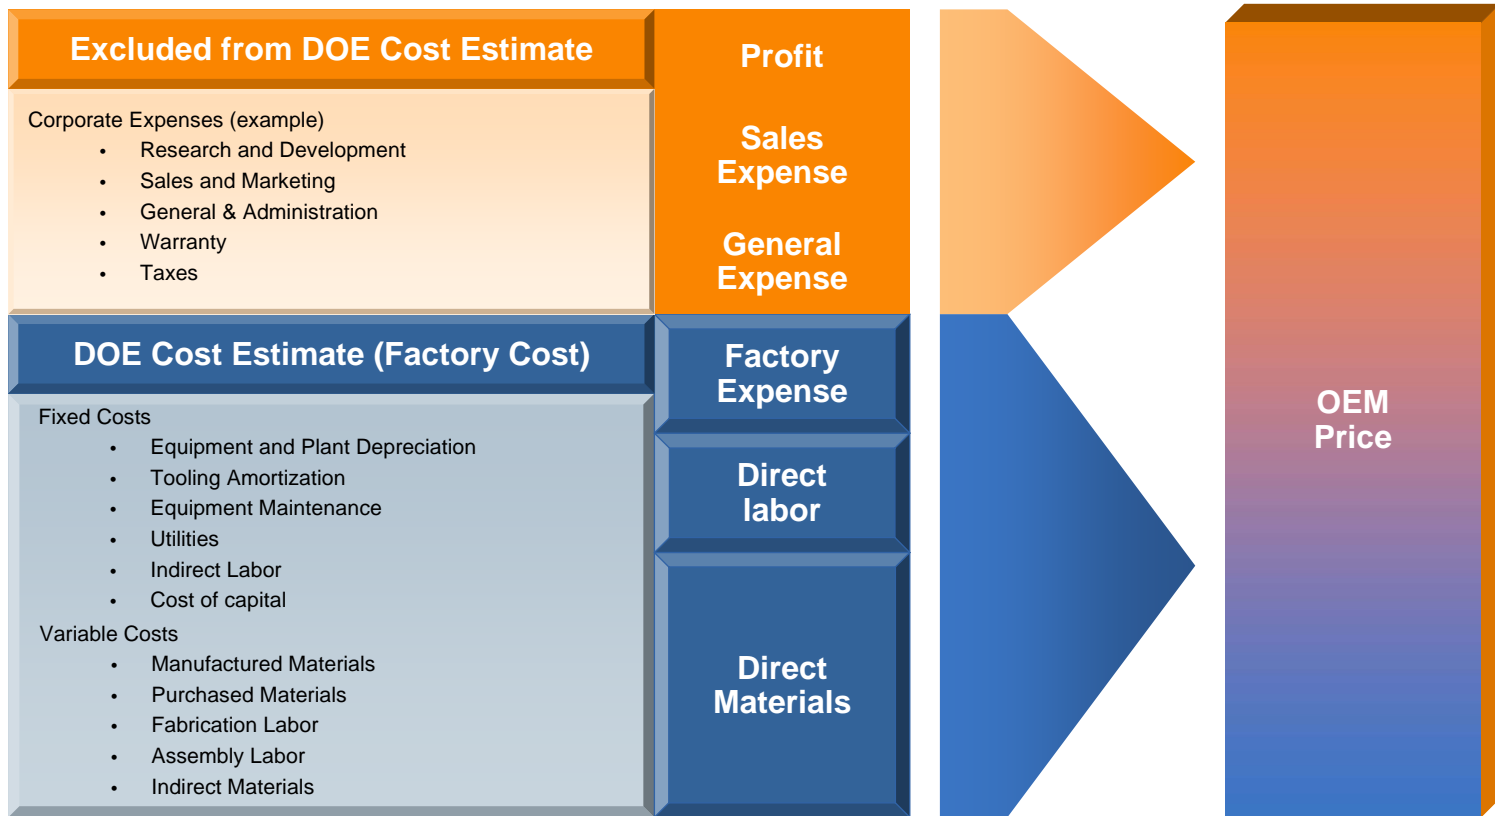 Excluded from DOE Cost Estimate
Corporate Expenses (example)
• Research and Development
• Sales and Marketing
• General & Administration
• Warranty
• Taxes
Profit
Sales
Expense
General
Expense
DOE Cost Estimate (Factory Cost)
Fixed Costs
• Equipment and Plant Depreciation
• Tooling Amortization
• Equipment Maintenance
• Utilities
• Indirect Labor
• Cost of capital
Variable Costs
• Manufactured Materials
• Purchased Materials
• Fabrication Labor
• Assembly Labor
• Indirect Materials
Factory
Expense
Direct
labor
Direct
Materials
OEM
Price